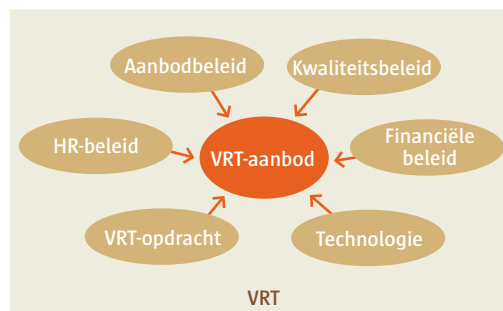 Aanbodbeleid
Kwaliteitsbeleid
HR-beleid
VRT-aanbod
Financiële
beleid
VRT-opdracht
Technologie
VRT